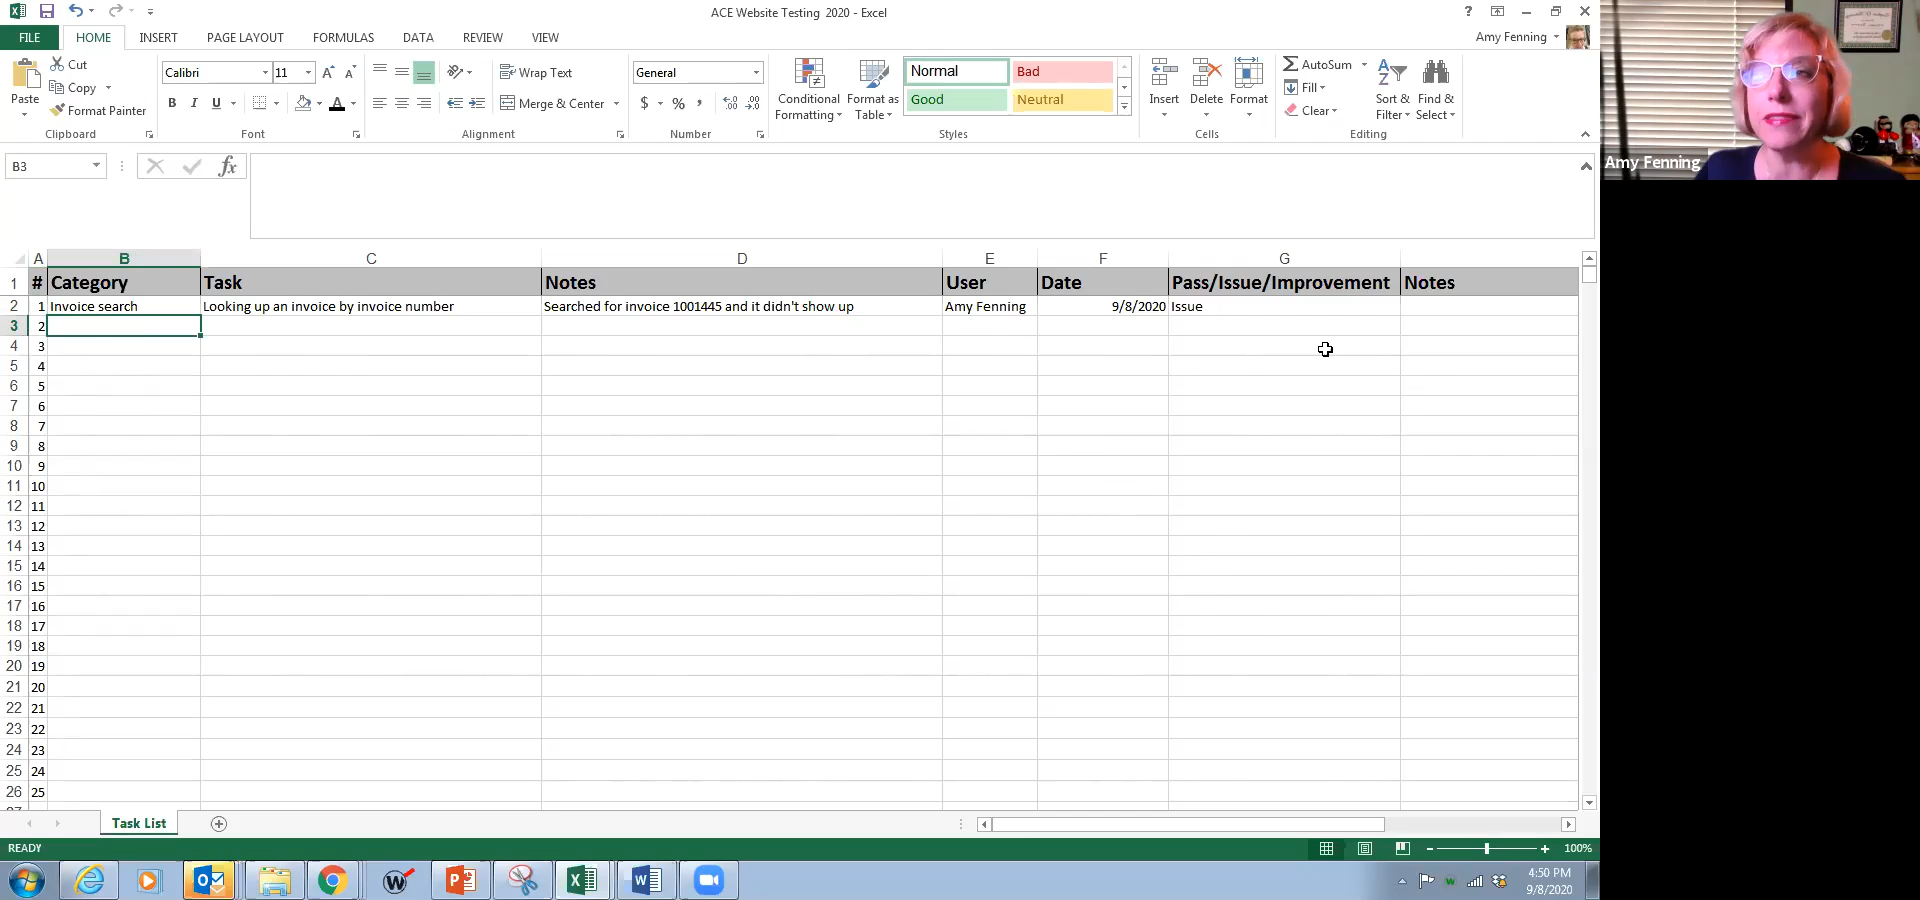 ACE Website Testing 2020 - Excel
?
FILE HOME INSERT PAGE LAYOUT FORMULAS DATA REVIEW VIEW
Amy Fenning
Paste
Cut
Copy
Format Painter
Clipboard
Calibri 11
B I U
Font
Wrap Text
Merge & Center
Alignment
General
$ % ,
Number
Conditional Formatting
Format as Table
Normal Bad
Good Neutral
Styles
Insert Delete Format
Cells
AutoSum
Fill
Clear
Sort & Filter
Find & Select
Editing
Amy Fenning
B3
fx
A B C D E F G
1 # Category Task Notes User Date Pass/Issue/Improvement Notes
2 1 Invoice search Looking up an invoice by invoice number Searched for invoice 1001445 and it didn't show up Amy Fenning 9/8/2020 Issue
3 2
4 3
5 4
6 5
7 6
8 7
9 8
10 9
11 10
12 11
13 12
14 13
15 14
16 15
17 16
18 17
19 18
20 19
21 20
22 21
23 22
24 23
25 24
26 25
Task List
READY
100%
4:50 PM
9/8/2020